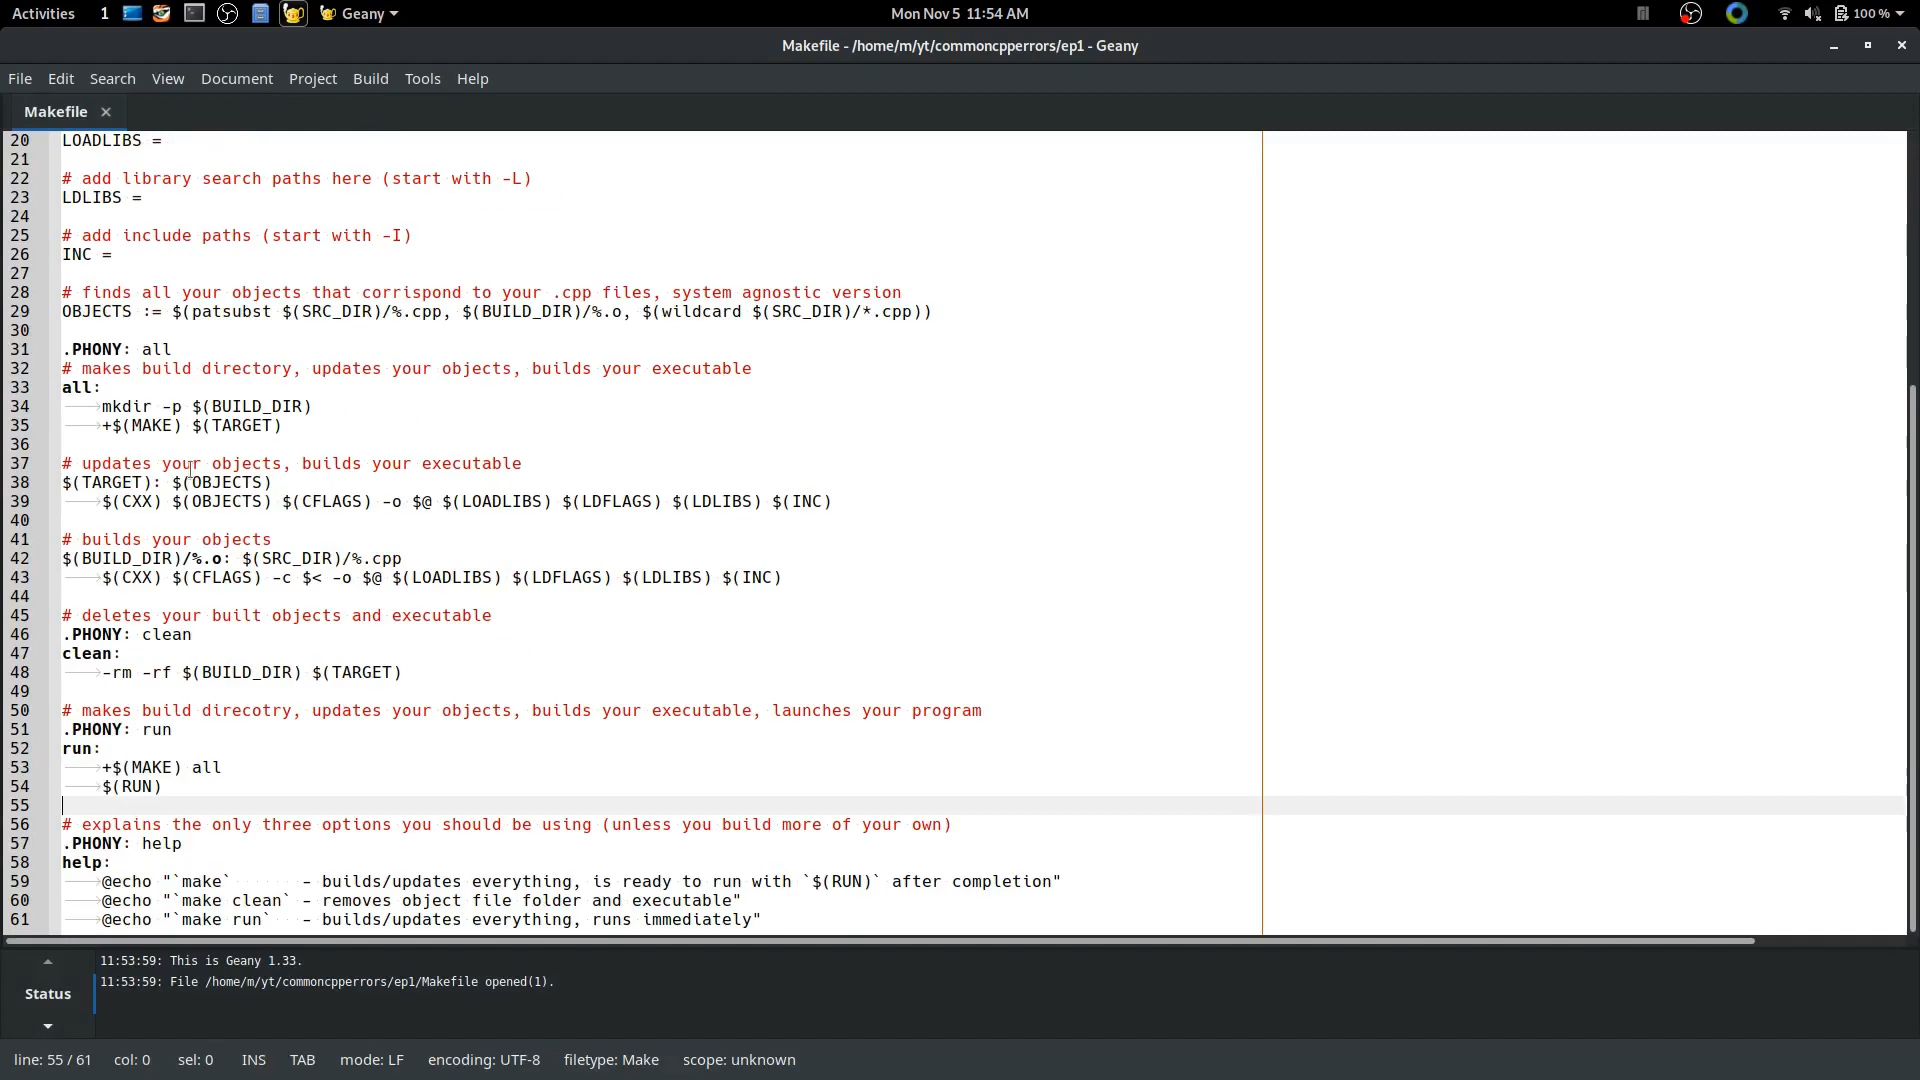 Activities 1 Geany Mon Nov 5 11:54 AM 100 %
Makefile - /home/m/yt/commoncpperrors/ep1 - Geany
File Edit Search View Document Project Build Tools Help
Makefile
20 LOADLIBS =
21
22 # add library search paths here (start with -L)
23 LDLIBS =
24
25 # add include paths (start with -I)
26 INC =
27
28 # finds all your objects that corrispond to your .cpp files, system agnostic version
29 OBJECTS := $(patsubst $(SRC_DIR)/%.cpp, $(BUILD_DIR)/%.o, $(wildcard $(SRC_DIR)/*.cpp))
30
31 .PHONY: all
32 # makes build directory, updates your objects, builds your executable
33 all:
34 mkdir -p $(BUILD_DIR)
35 +$(MAKE) $(TARGET)
36
37 # updates your objects, builds your executable
38 $(TARGET): $(OBJECTS)
39 $(CXX) $(OBJECTS) $(CFLAGS) -o $@ $(LOADLIBS) $(LDFLAGS) $(LDLIBS) $(INC)
40
41 # builds your objects
42 $(BUILD_DIR)/%.o: $(SRC_DIR)/%.cpp
43 $(CXX) $(CFLAGS) -c $< -o $@ $(LOADLIBS) $(LDFLAGS) $(LDLIBS) $(INC)
44
45 # deletes your built objects and executable
46 .PHONY: clean
47 clean:
48 -rm -rf $(BUILD_DIR) $(TARGET)
49
50 # makes build direcotry, updates your objects, builds your executable, launches your program
51 .PHONY: run
52 run:
53 +$(MAKE) all
54 $(RUN)
55
56 # explains the only three options you should be using (unless you build more of your own)
57 .PHONY: help
58 help:
59 @echo "`make`       - builds/updates everything, is ready to run with `$(RUN)` after completion"
60 @echo "`make clean` - removes object file folder and executable"
61 @echo "`make run`   - builds/updates everything, runs immediately"
Status
11:53:59: This is Geany 1.33.
11:53:59: File /home/m/yt/commoncpperrors/ep1/Makefile opened(1).
line: 55 / 61 col: 0 sel: 0 INS TAB mode: LF encoding: UTF-8 filetype: Make scope: unknown